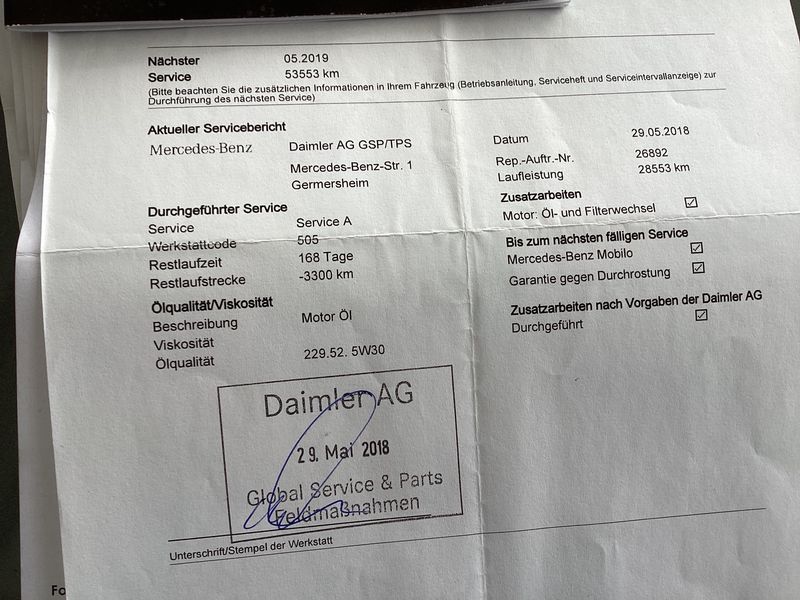 Nächster 05.2019
Service 53553 km
(Bitte beachten Sie die zusätzlichen Informationen in Ihrem Fahrzeug (Betriebsanleitung, Serviceheft und Serviceintervallanzeige) zur
Durchführung des nächsten Service)
Aktueller Servicebericht
Mercedes-Benz Daimler AG GSP/TPS
Mercedes-Benz-Str. 1
Germersheim
Datum 29.05.2018
Rep.-Auftr.-Nr. 26892
Laufleistung 28553 km
Durchgeführter Service
Service Service A
Werkstattcode 505
Restlaufzeit 168 Tage
Restlaufstrecke -3300 km
Zusatzarbeiten
Motor: Öl- und Filterwechsel ☑
Bis zum nächsten fälligen Service
Mercedes-Benz Mobilo ☑
Garantie gegen Durchrostung ☑
Ölqualität/Viskosität
Beschreibung Motor Öl
Viskosität
Ölqualität 229.52. 5W30
Zusatzarbeiten nach Vorgaben der Daimler AG
Durchgeführt ☑
Daimler AG
29. Mai 2018
Global Service & Parts
Feldmaßnahmen
Unterschrift/Stempel der Werkstatt
Fo